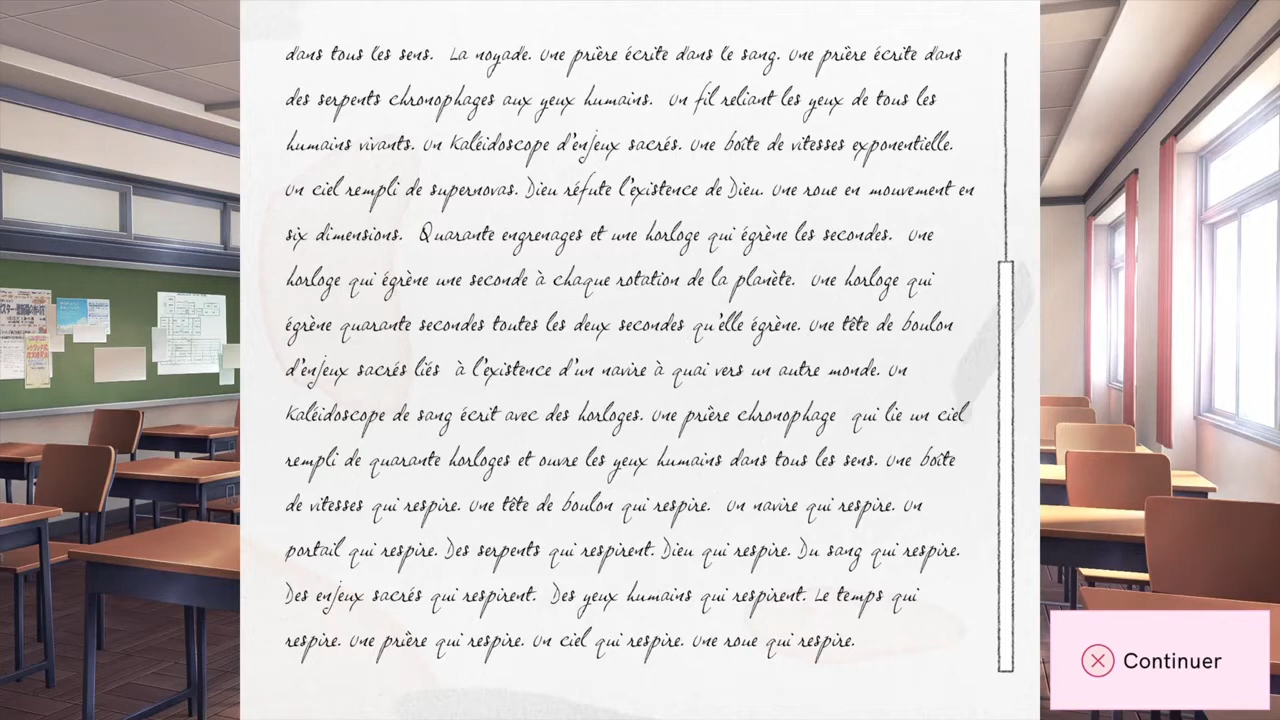 dans tous les sens. La noyade. Une prière écrite dans le sang. Une prière écrite dans
des serpents chronophages aux yeux humains. Un fil reliant les yeux de tous les
humains vivants. Un kaléidoscope d'enjeux sacrés. Une boîte de vitesses exponentielle.
Un ciel rempli de supernovas. Dieu réfute l'existence de Dieu. Une roue en mouvement en
six dimensions. Quarante engrenages et une horloge qui égrène les secondes. Une
horloge qui égrène une seconde à chaque rotation de la planète. Une horloge qui
égrène quarante secondes toutes les deux secondes qu'elle égrène. Une tête de boulon
d'enjeux sacrés liés à l'existence d'un navire à quai vers un autre monde. Un
kaléidoscope de sang écrit avec des horloges. Une prière chronophage qui lie un ciel
rempli de quarante horloges et ouvre les yeux humains dans tous les sens. Une boîte
de vitesses qui respire. Une tête de boulon qui respire. Un navire qui respire. Un
portail qui respire. Des serpents qui respirent. Dieu qui respire. Du sang qui respire.
Des enjeux sacrés qui respirent. Des yeux humains qui respirent. Le temps qui
respire. Une prière qui respire. Un ciel qui respire. Une roue qui respire.
Continuer